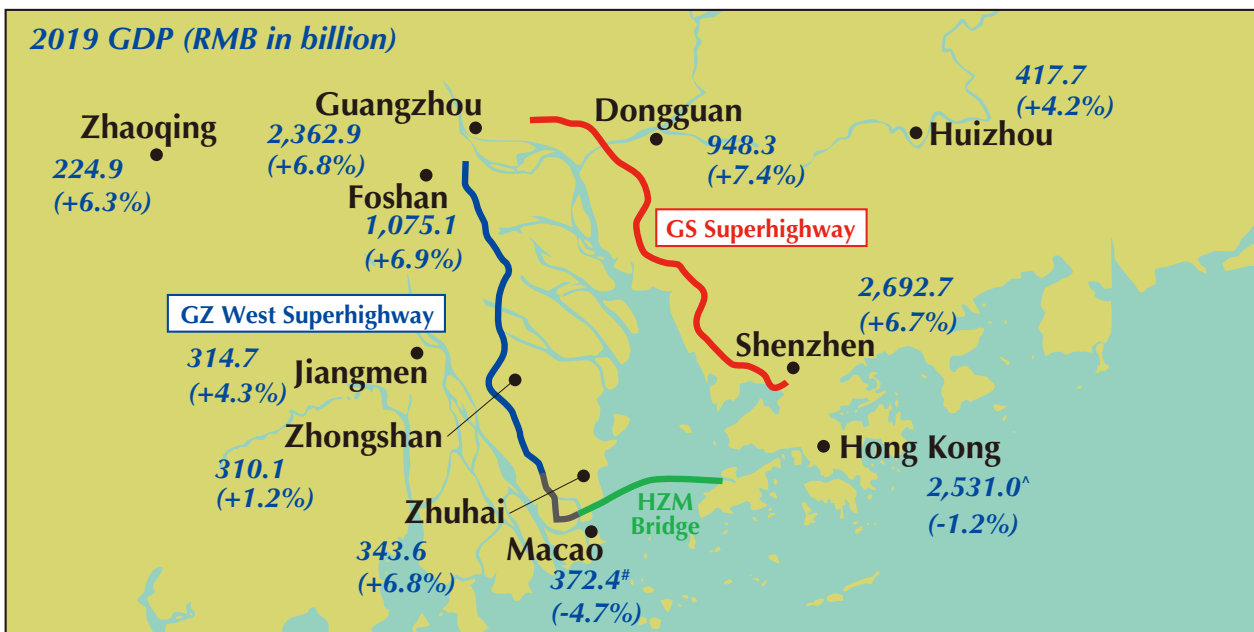 2019 GDP (RMB in billion)
Zhaoqing
224.9
(+6.3%)
Guangzhou
2,362.9
(+6.8%)
Foshan
1,075.1
(+6.9%)
Dongguan
948.3
(+7.4%)
417.7
(+4.2%)
Huizhou
GS Superhighway
GZ West Superhighway
314.7
(+4.3%)
Jiangmen
2,692.7
(+6.7%)
Shenzhen
Zhongshan
310.1
(+1.2%)
Hong Kong
2,531.0^
(-1.2%)
Zhuhai
343.6
(+6.8%)
HZM
Bridge
Macao
372.4#
(-4.7%)